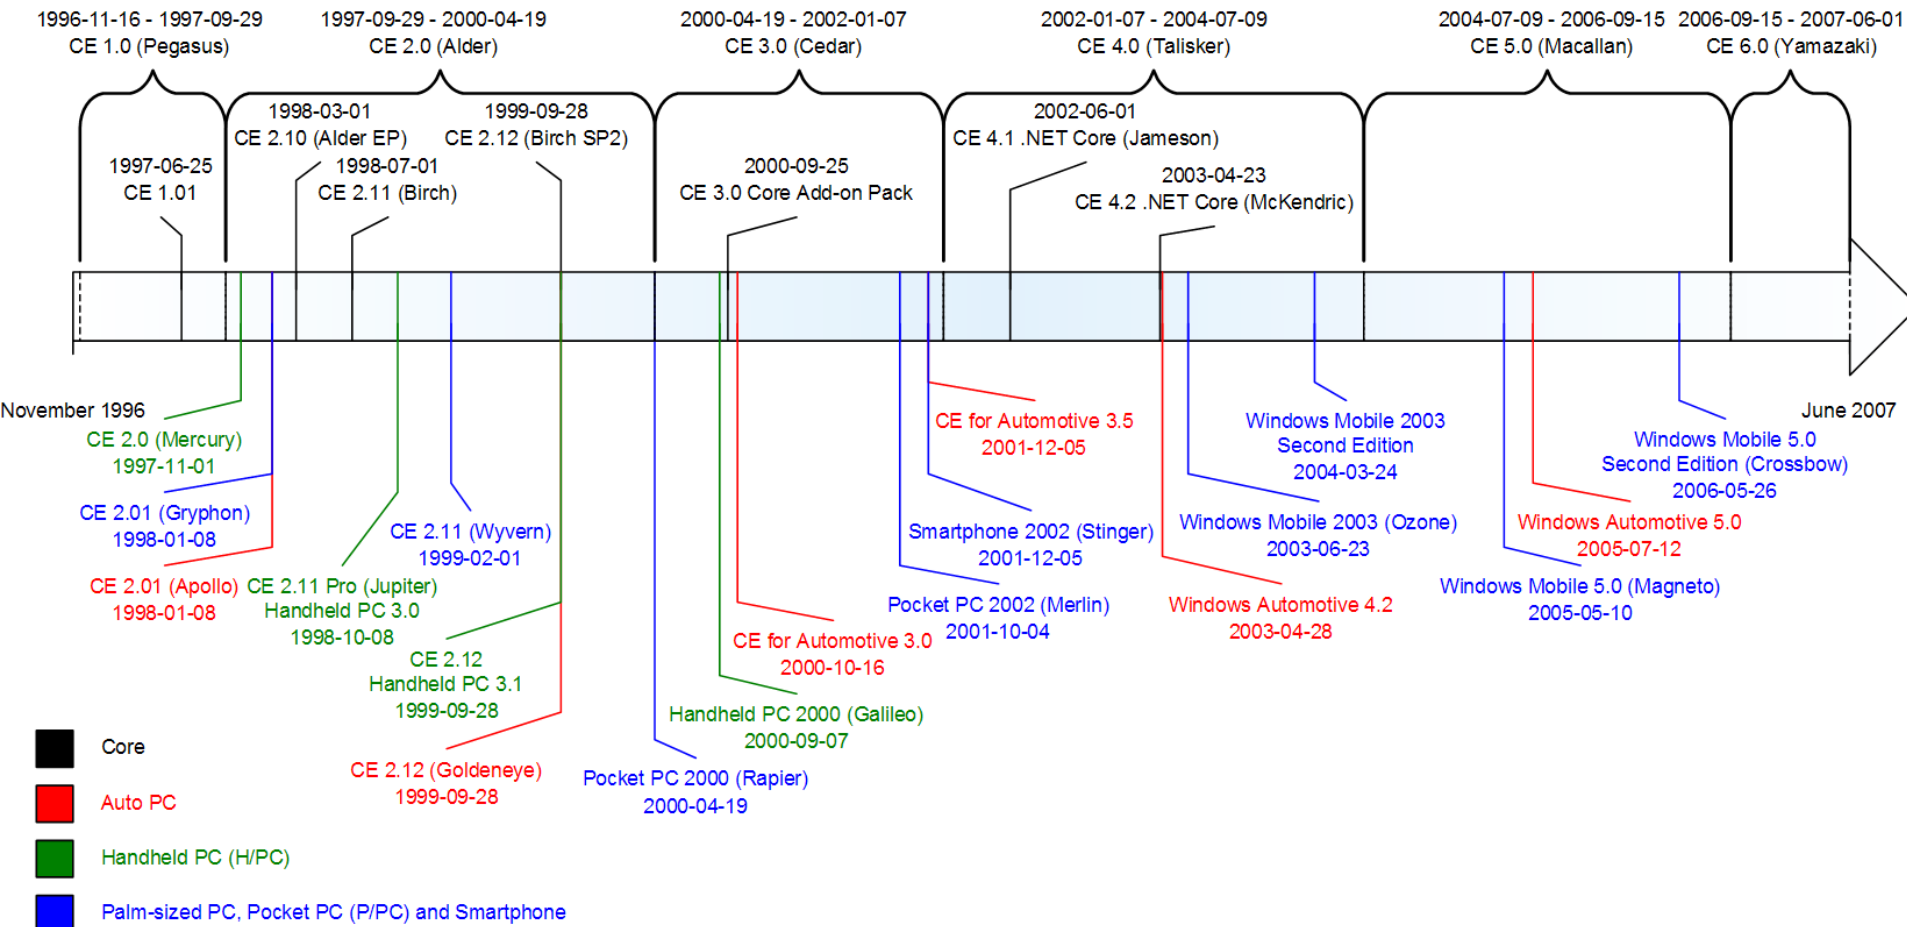 1996-11-16 - 1997-09-29
CE 1.0 (Pegasus)
1997-09-29 - 2000-04-19
CE 2.0 (Alder)
2000-04-19 - 2002-01-07
CE 3.0 (Cedar)
2002-01-07 - 2004-07-09
CE 4.0 (Talisker)
2004-07-09 - 2006-09-15
CE 5.0 (Macallan)
2006-09-15 - 2007-06-01
CE 6.0 (Yamazaki)
1997-06-25
CE 1.01
1998-03-01
CE 2.10 (Alder EP)
1998-07-01
CE 2.11 (Birch)
1999-09-28
CE 2.12 (Birch SP2)
2000-09-25
CE 3.0 Core Add-on Pack
2002-06-01
CE 4.1 .NET Core (Jameson)
2003-04-23
CE 4.2 .NET Core (McKendric)
November 1996
June 2007
CE 2.0 (Mercury)
1997-11-01
CE 2.01 (Gryphon)
1998-01-08
CE 2.01 (Apollo)
1998-01-08
CE 2.11 Pro (Jupiter)
Handheld PC 3.0
1998-10-08
CE 2.11 (Wyvern)
1999-02-01
CE 2.12
Handheld PC 3.1
1999-09-28
CE 2.12 (Goldeneye)
1999-09-28
Pocket PC 2000 (Rapier)
2000-04-19
Handheld PC 2000 (Galileo)
2000-09-07
CE for Automotive 3.0
2000-10-16
Pocket PC 2002 (Merlin)
2001-10-04
Smartphone 2002 (Stinger)
2001-12-05
CE for Automotive 3.5
2001-12-05
Windows Automotive 4.2
2003-04-28
Windows Mobile 2003 (Ozone)
2003-06-23
Windows Mobile 2003
Second Edition
2004-03-24
Windows Mobile 5.0 (Magneto)
2005-05-10
Windows Automotive 5.0
2005-07-12
Windows Mobile 5.0
Second Edition (Crossbow)
2006-05-26
Core
Auto PC
Handheld PC (H/PC)
Palm-sized PC, Pocket PC (P/PC) and Smartphone